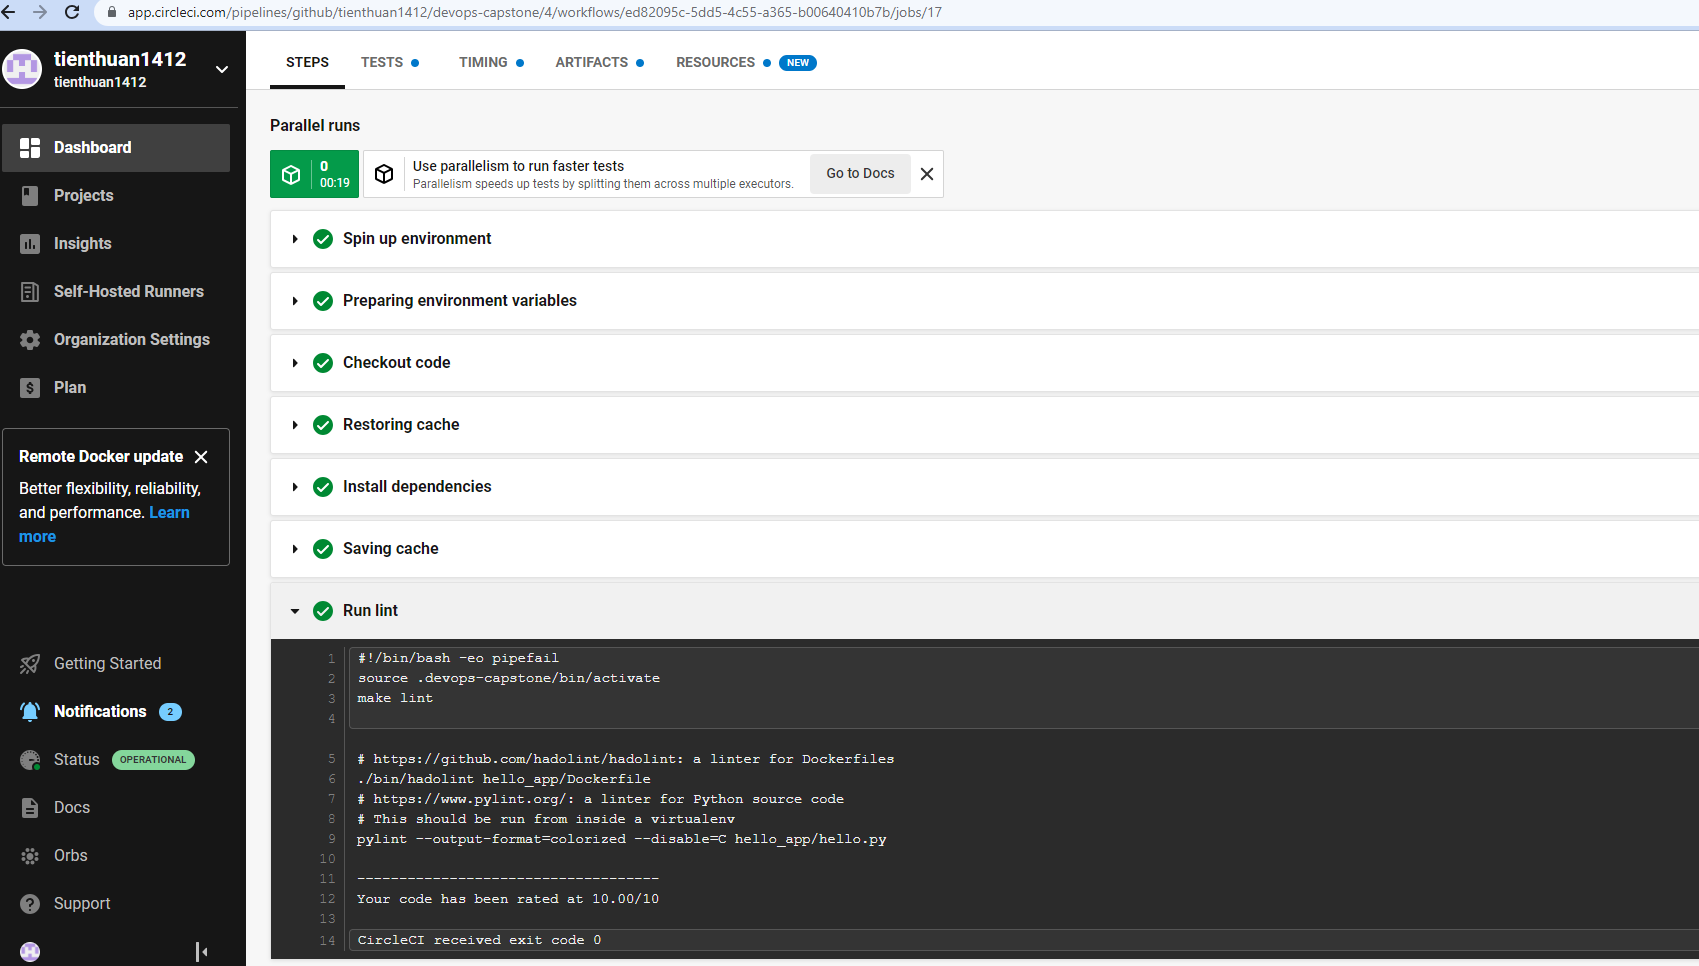 app.circleci.com/pipelines/github/tienthuan1412/devops-capstone/4/workflows/ed82095c-5dd5-4c55-a365-b00640410b7b/jobs/17
tienthuan1412
tienthuan1412
Dashboard
Projects
Insights
Self-Hosted Runners
Organization Settings
Plan
Remote Docker update
Better flexibility, reliability,
and performance. Learn
more
Getting Started
Notifications 2
Status OPERATIONAL
Docs
Orbs
Support
STEPS TESTS TIMING ARTIFACTS RESOURCES NEW
Parallel runs
0
00:19
Use parallelism to run faster tests
Parallelism speeds up tests by splitting them across multiple executors.
Go to Docs
Spin up environment
Preparing environment variables
Checkout code
Restoring cache
Install dependencies
Saving cache
Run lint
1 #!/bin/bash -eo pipefail
2 source .devops-capstone/bin/activate
3 make lint
4
5 # https://github.com/hadolint/hadolint: a linter for Dockerfiles
6 ./bin/hadolint hello_app/Dockerfile
7 # https://www.pylint.org/: a linter for Python source code
8 # This should be run from inside a virtualenv
9 pylint --output-format=colorized --disable=C hello_app/hello.py
10
11 ------------------------------------
12 Your code has been rated at 10.00/10
13
14 CircleCI received exit code 0